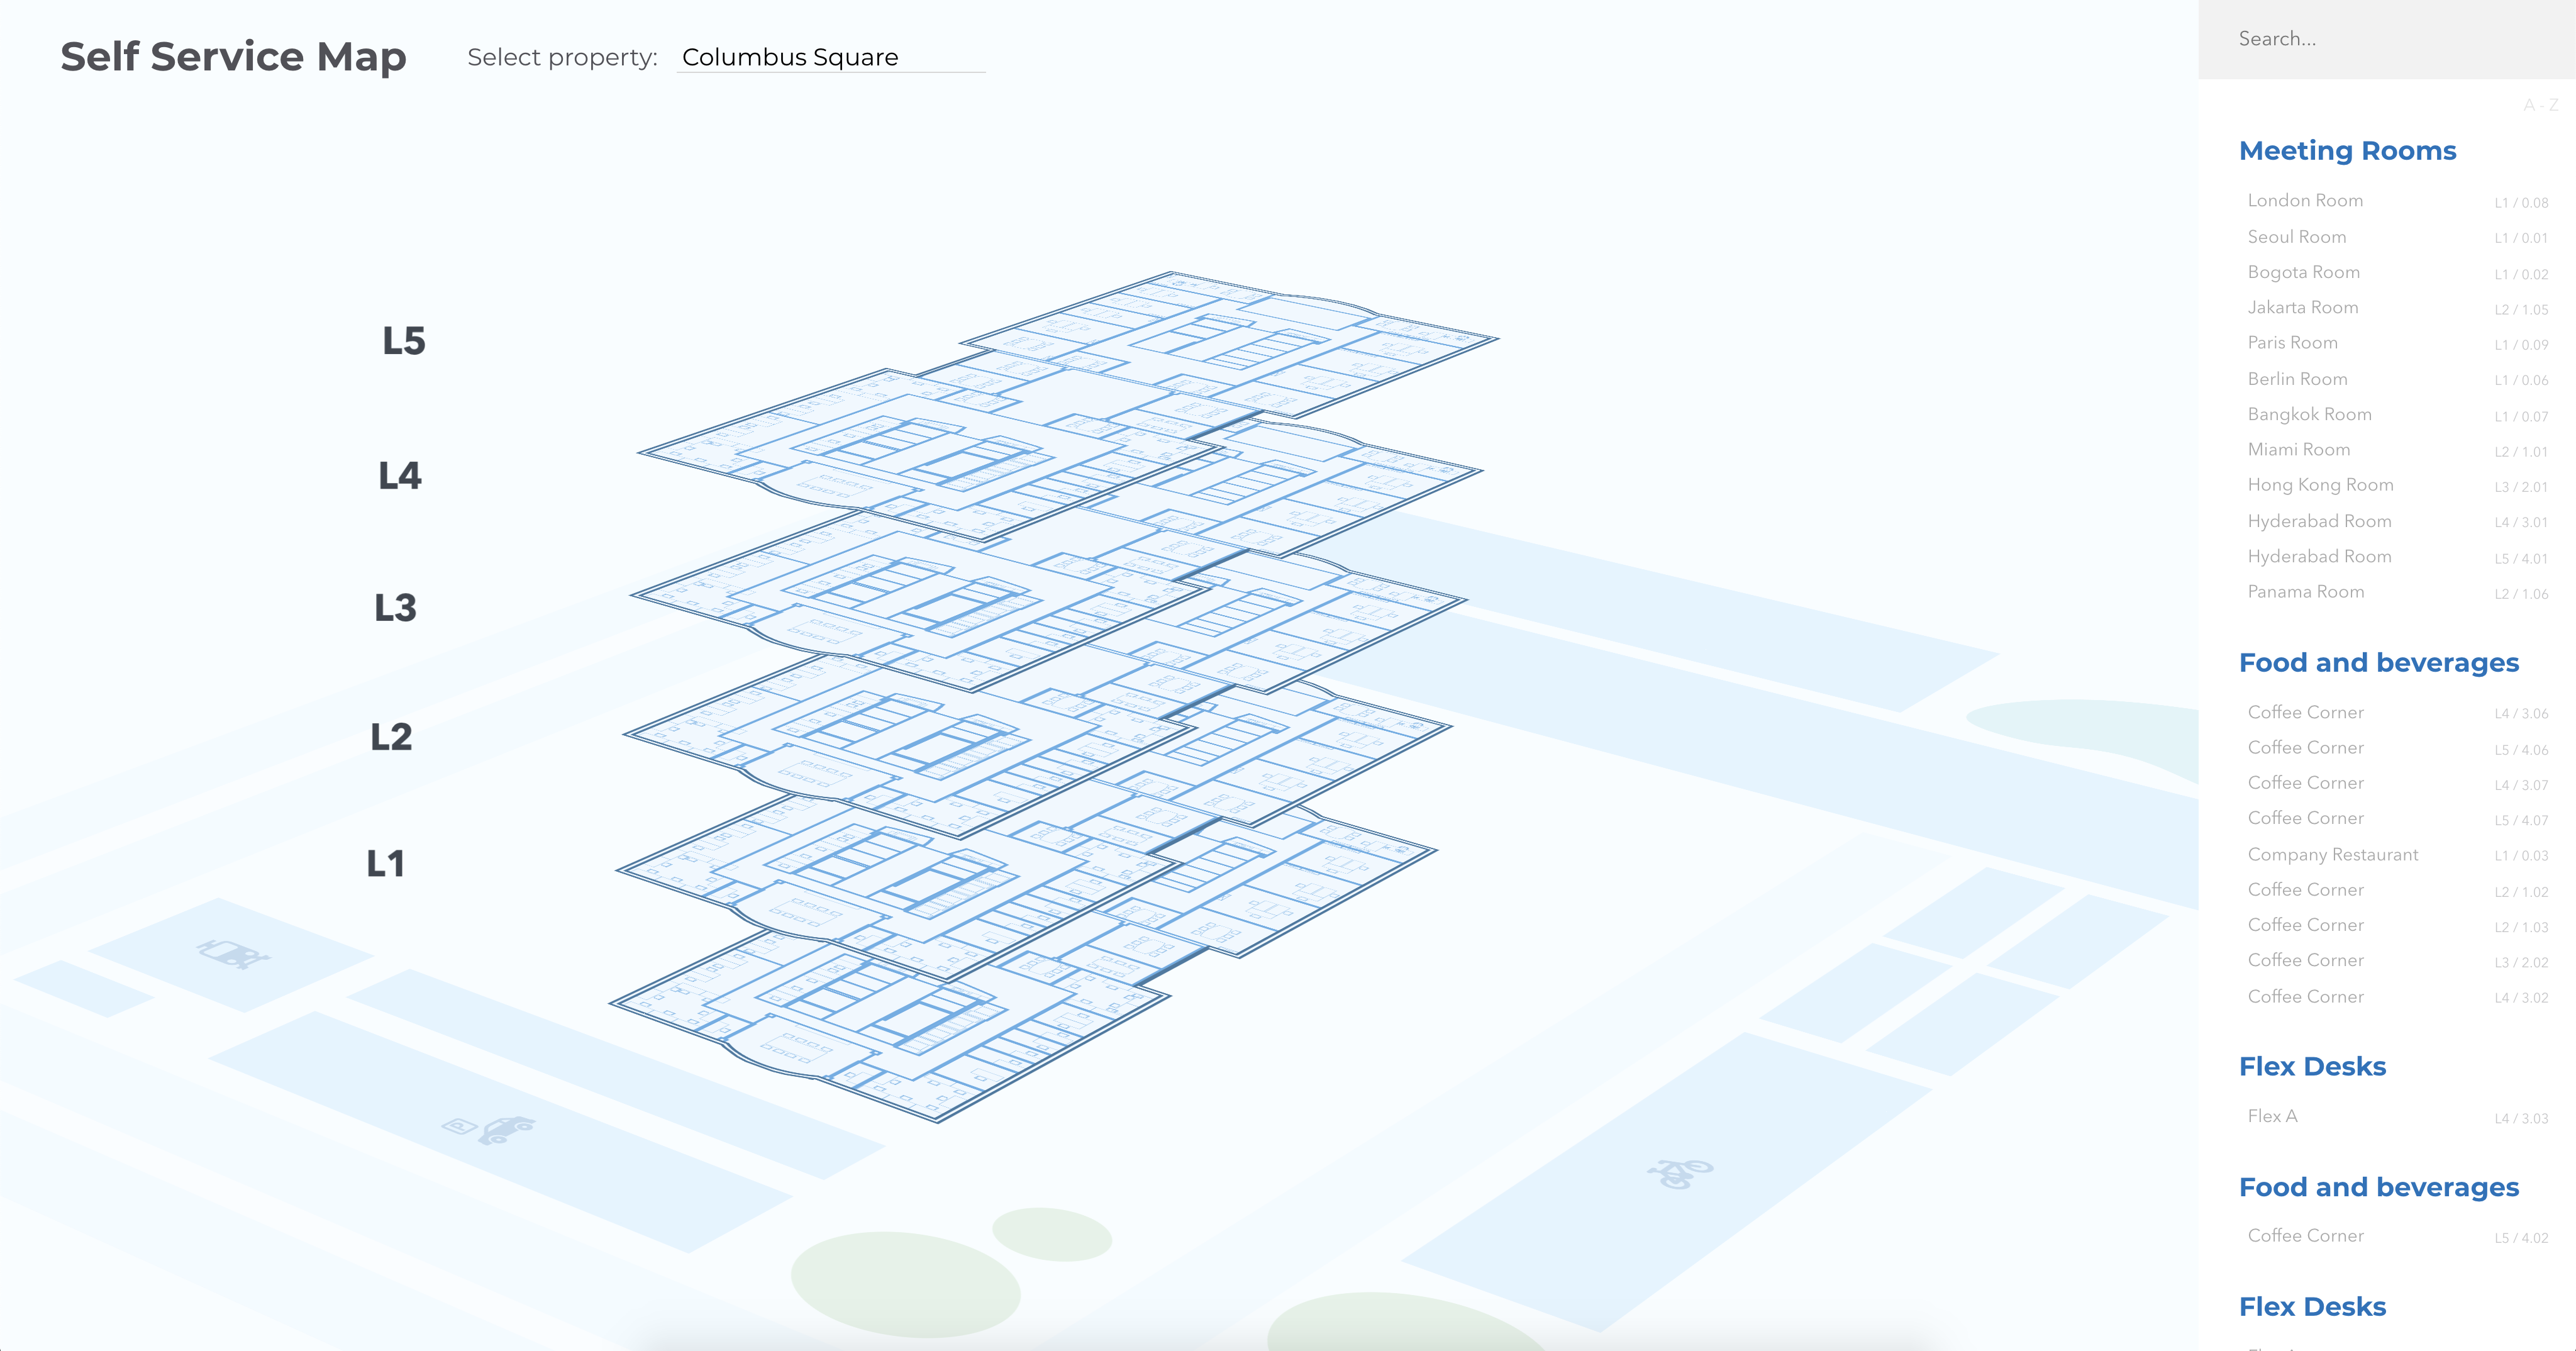 Self Service Map
Select property: Columbus Square
L5
L4
L3
L2
L1
P
Search...
A - Z
Meeting Rooms
London Room L1 / 0.08
Seoul Room L1 / 0.01
Bogota Room L1 / 0.02
Jakarta Room L2 / 1.05
Paris Room L1 / 0.09
Berlin Room L1 / 0.06
Bangkok Room L1 / 0.07
Miami Room L2 / 1.01
Hong Kong Room L3 / 2.01
Hyderabad Room L4 / 3.01
Hyderabad Room L5 / 4.01
Panama Room L2 / 1.06
Food and beverages
Coffee Corner L4 / 3.06
Coffee Corner L5 / 4.06
Coffee Corner L4 / 3.07
Coffee Corner L5 / 4.07
Company Restaurant L1 / 0.03
Coffee Corner L2 / 1.02
Coffee Corner L2 / 1.03
Coffee Corner L3 / 2.02
Coffee Corner L4 / 3.02
Flex Desks
Flex A L4 / 3.03
Food and beverages
Coffee Corner L5 / 4.02
Flex Desks